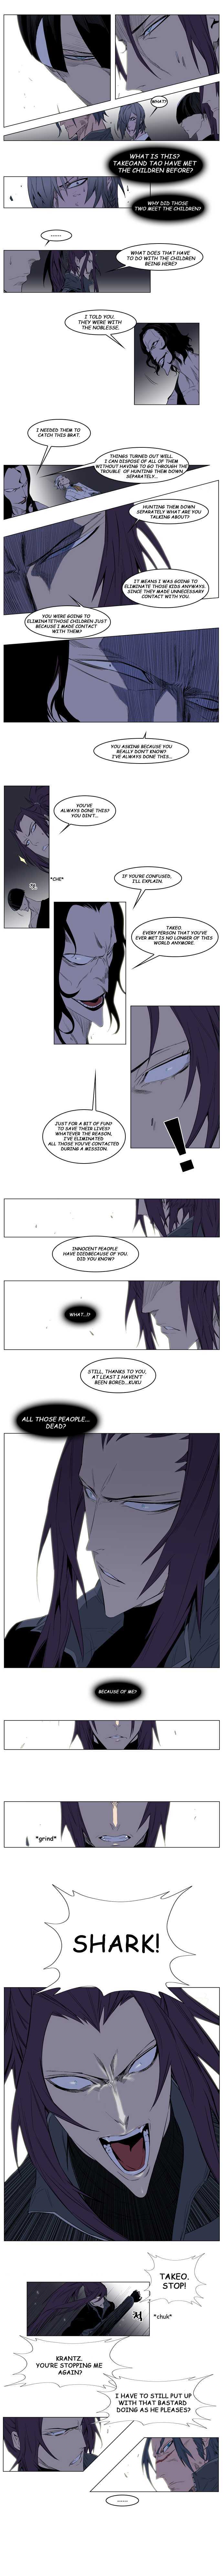 WHAT?
WHAT IS THIS?
TAKEOAND TAO HAVE MET
THE CHILDREN BEFORE?
WHY DID THOSE
TWO MEET THE CHILDREN?
......
WHAT DOES THAT HAVE
TO DO WITH THE CHILDREN
BEING HERE?
I TOLD YOU.
THEY WERE WITH
THE NOBLESSE.
I NEEDED THEM TO
CATCH THIS BRAT.
THINGS TURNED OUT WELL.
I CAN DISPOSE OF ALL OF THEM
WITHOUT HAVING TO GO THROUGH THE
TROUBLE OF HUNTING THEM DOWN
SEPARATELY...
HUNTING THEM DOWN
SEPARATELY WHAT ARE YOU
TALKING ABOUT?
IT MEANS I WAS GOING TO
ELIMINATE THOSE KIDS ANYWAYS.
SINCE THEY MADE UNNECESSARY
CONTACT WITH YOU.
YOU WERE GOING TO
ELIMINATETHOSE CHILDREN JUST
BECAUSE I MADE CONTACT
WITH THEM?
YOU ASKING BECAUSE YOU
REALLY DON'T KNOW?
I'VE ALWAYS DONE THIS...
YOU'VE
ALWAYS DONE THIS?
YOU DIN'T...
*CHE*
IF YOU'RE CONFUSED,
I'LL EXPLAIN.
TAKEO.
EVERY PERSON THAT YOU'VE
EVER MET IS NO LONGER OF THIS
WORLD ANYMORE.
!
JUST FOR A BIT OF FUN?
TO SAVE THEIR LIVES?
WHATEVER THE REASON,
I'VE ELIMINATED
ALL THOSE YOU'VE CONTACTED
DURING A MISSION.
INNOCENT PEAOPLE
HAVE DIEDBECAUSE OF YOU.
DID YOU KNOW?
WHAT..!?
STILL, THANKS TO YOU,
AT LEAST I HAVEN'T
BEEN BORED...KUKU
ALL THOSE PEAOPLE...
DEAD?
BECAUSE OF ME?
*grind*
SHARK!
TAKEO.
STOP!
*chuk*
KRANTZ.
YOU'RE STOPPING ME
AGAIN?
I HAVE TO STILL PUT UP
WITH THAT BASTARD
DOING AS HE PLEASES?
......